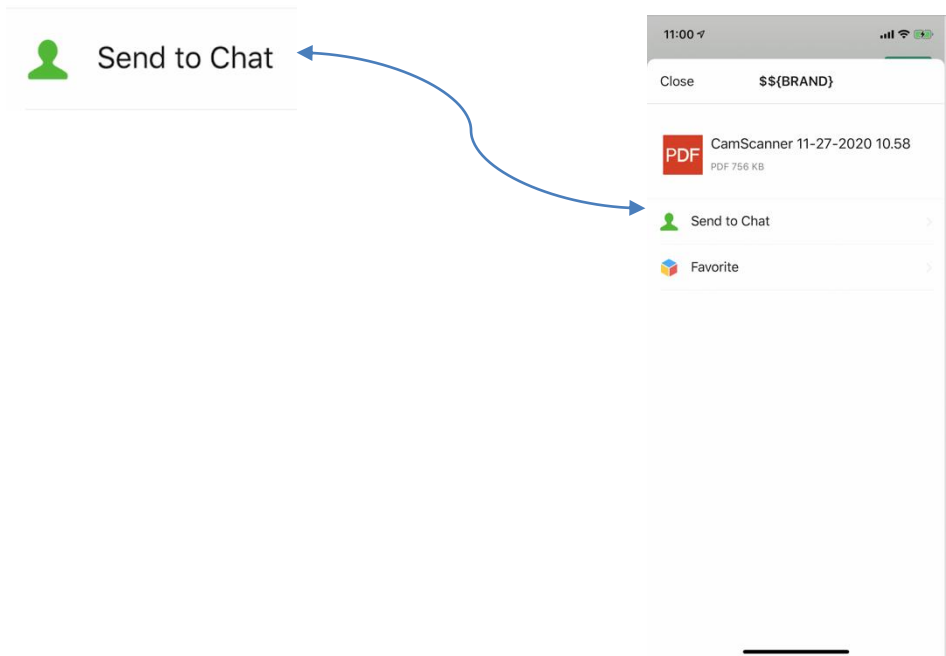 Send to Chat
11:00
Close $${BRAND}
PDF CamScanner 11-27-2020 10.58
PDF 756 KB
Send to Chat
Favorite